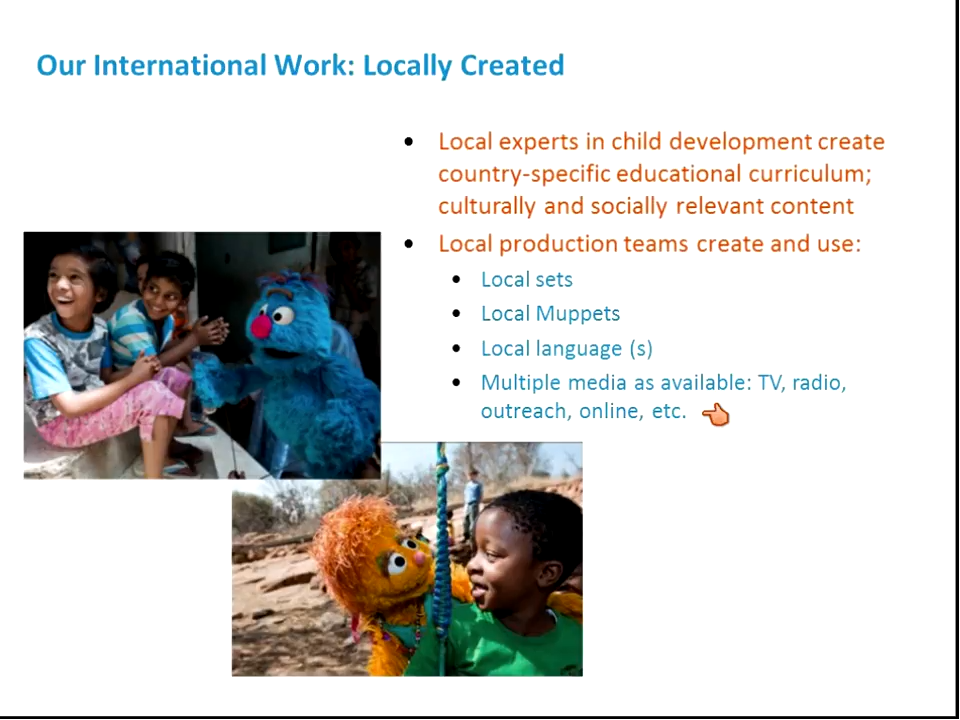 Our International Work: Locally Created
• Local experts in child development create
country-specific educational curriculum;
culturally and socially relevant content
• Local production teams create and use:
• Local sets
• Local Muppets
• Local language (s)
• Multiple media as available: TV, radio,
outreach, online, etc.